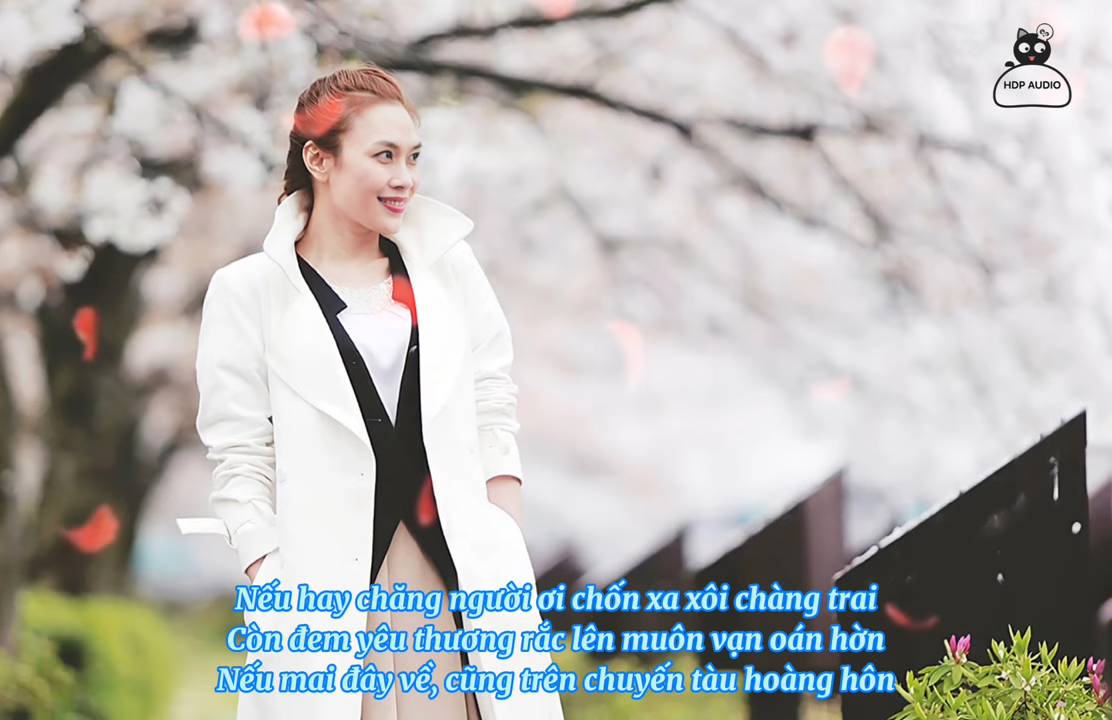 HDP AUDIO
Nếu hay chăng người ơi chốn xa xôi chàng trai
Còn đem yêu thương rắc lên muôn vạn oán hờn
Nếu mai đây về, cũng trên chuyến tàu hoàng hôn